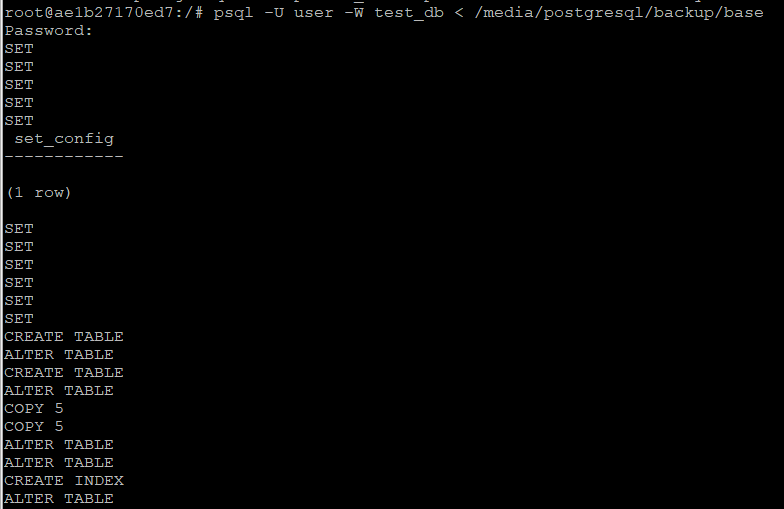 root@ae1b27170ed7:/# psql -U user -W test_db < /media/postgresql/backup/base
Password:
SET
SET
SET
SET
SET
 set_config
------------

(1 row)

SET
SET
SET
SET
SET
SET
CREATE TABLE
ALTER TABLE
CREATE TABLE
ALTER TABLE
COPY 5
COPY 5
ALTER TABLE
ALTER TABLE
CREATE INDEX
ALTER TABLE